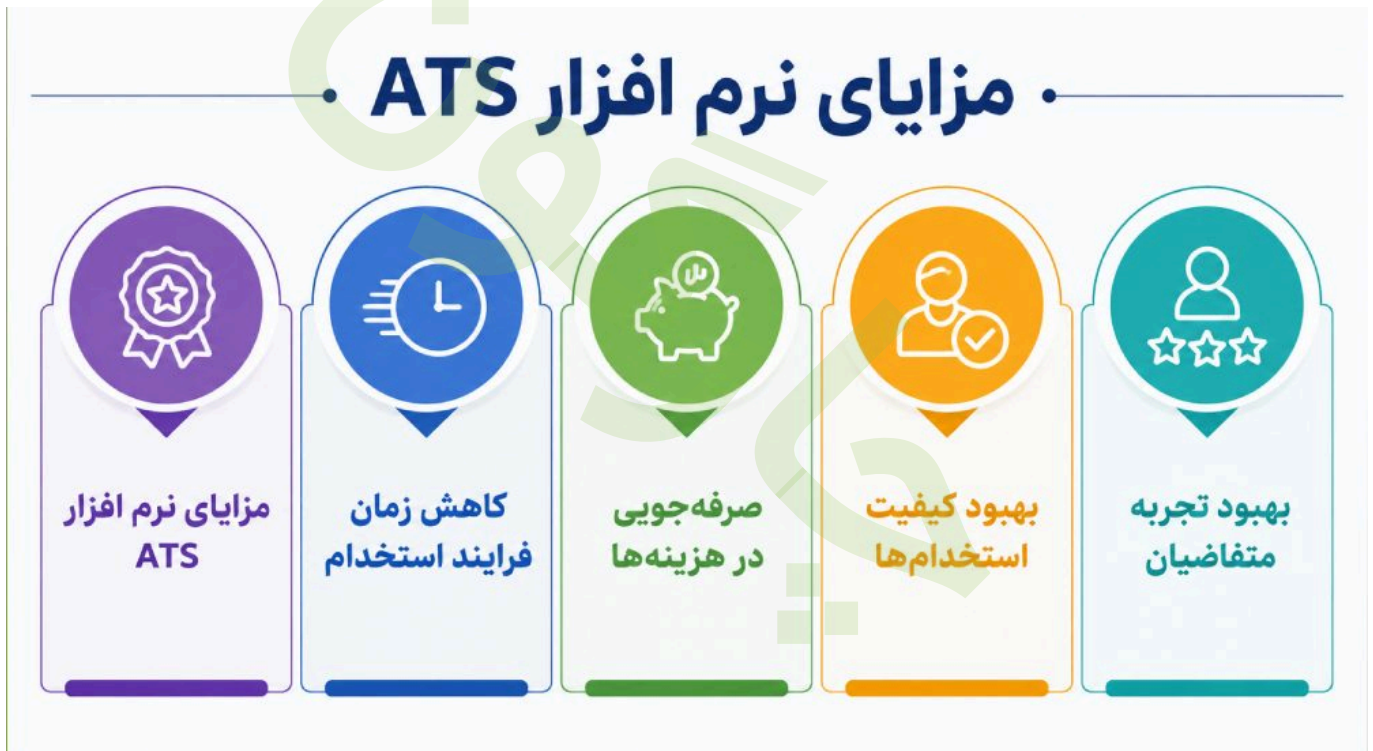 مزایای نرم افزار ATS
بهبود تجربه
متفاضیان
بهبود کیفیت
استخدام‌ها
صرفه‌جویی
در هزینه‌ها
کاهش زمان
فرایند استخدام
مزایای نرم افزار
ATS